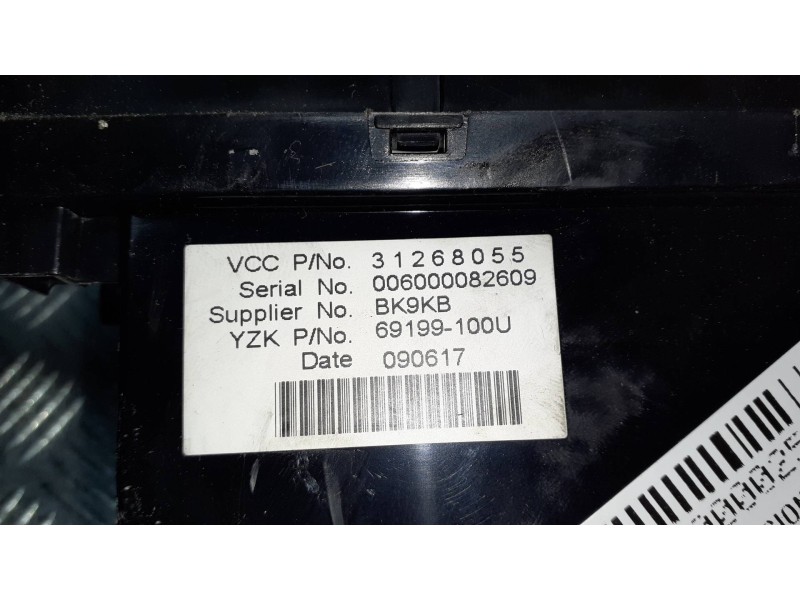 VCC P/No. 31268055
Serial No. 006000082609
Supplier No. BK9KB
YZK P/No. 69199-100U
Date 090617